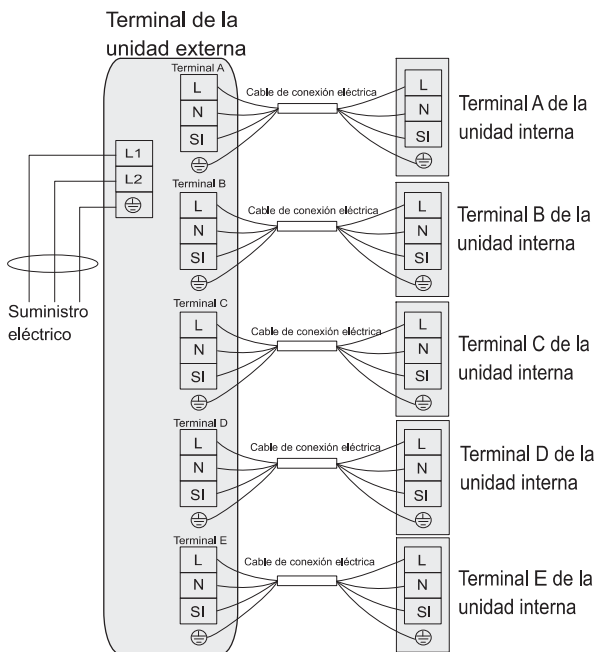 Terminal de la
unidad externa
Terminal A
L
N
SI
Cable de conexión eléctrica
L
N
SI
Terminal A de la
unidad interna
L1
L2
Suministro
eléctrico
Terminal B
L
N
SI
Cable de conexión eléctrica
L
N
SI
Terminal B de la
unidad interna
Terminal C
L
N
SI
Cable de conexión eléctrica
L
N
SI
Terminal C de la
unidad interna
Terminal D
L
N
SI
Cable de conexión eléctrica
L
N
SI
Terminal D de la
unidad interna
Terminal E
L
N
SI
Cable de conexión eléctrica
L
N
SI
Terminal E de la
unidad interna